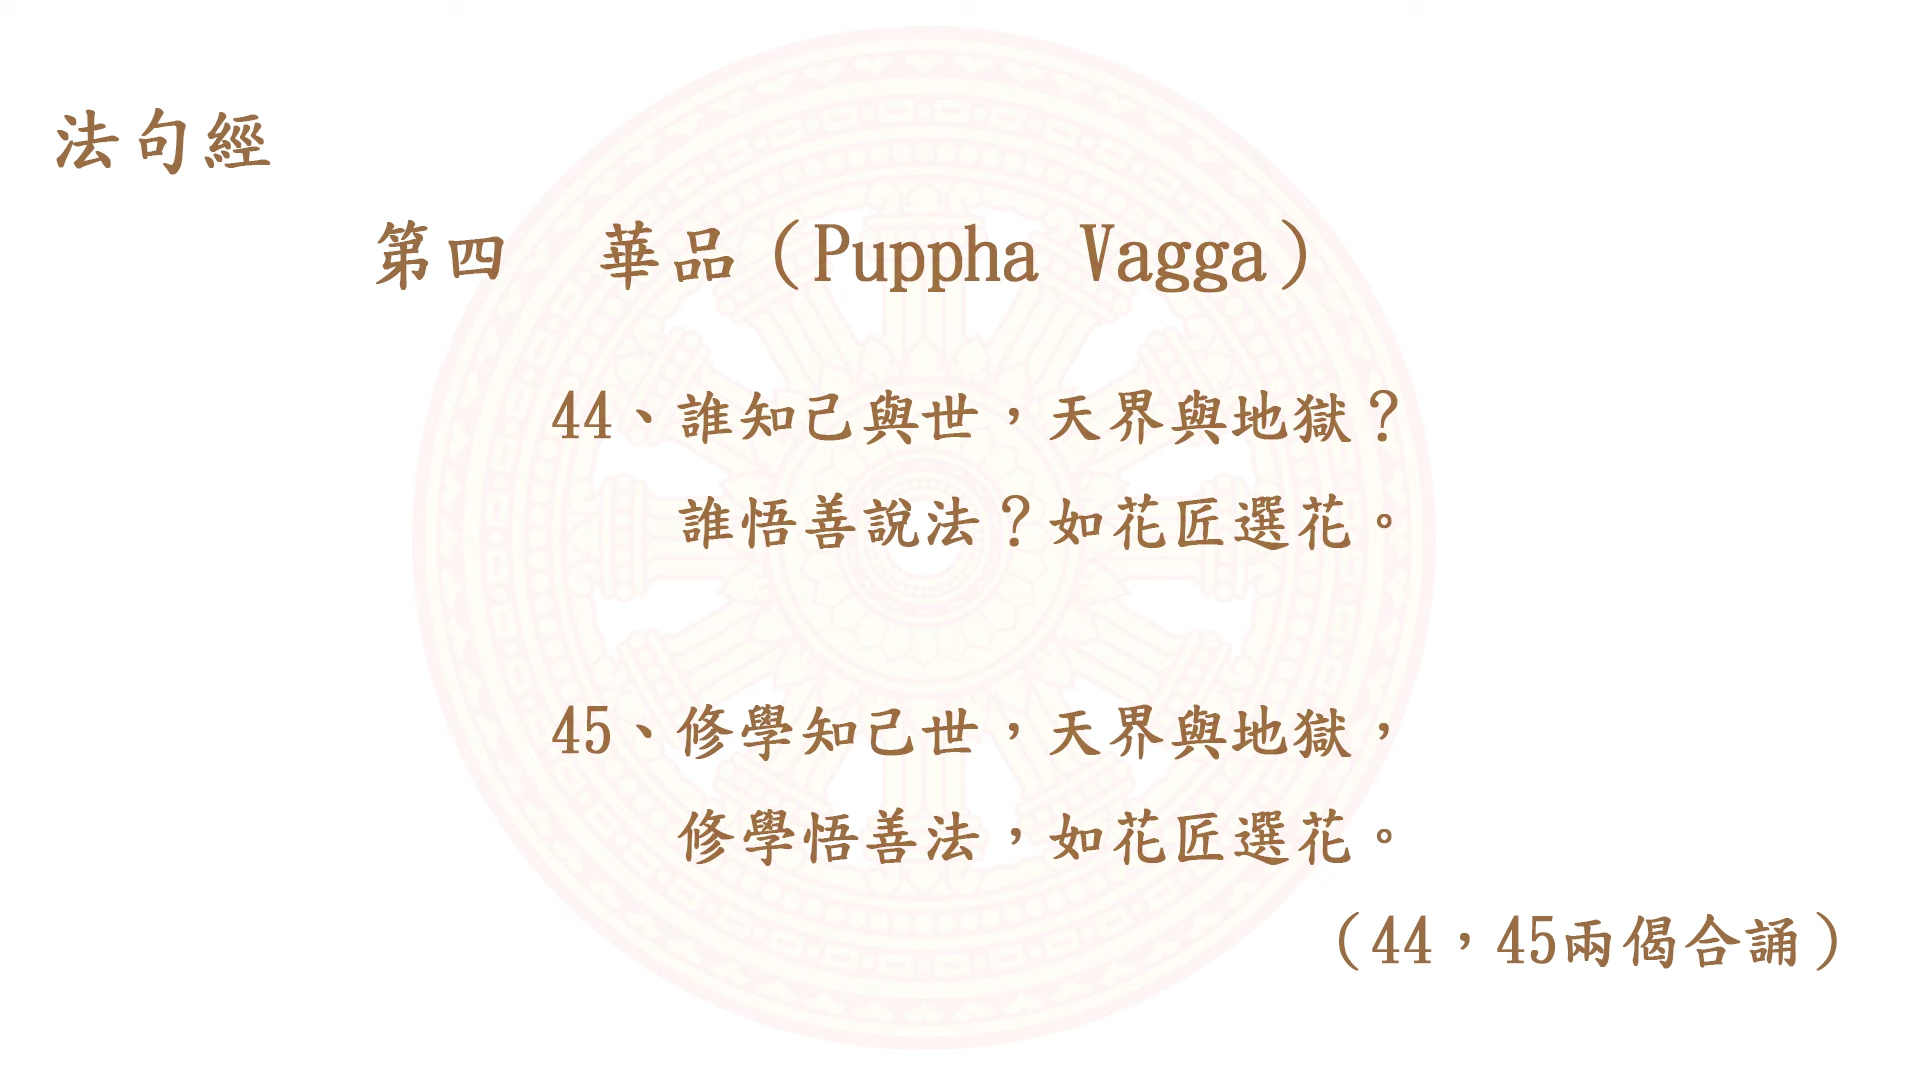 法句經
第四　華品（Puppha Vagga）
44、誰知己與世，天界與地獄？
誰悟善說法？如花匠選花。
45、修學知己世，天界與地獄，
修學悟善法，如花匠選花。
（44，45兩偈合誦）